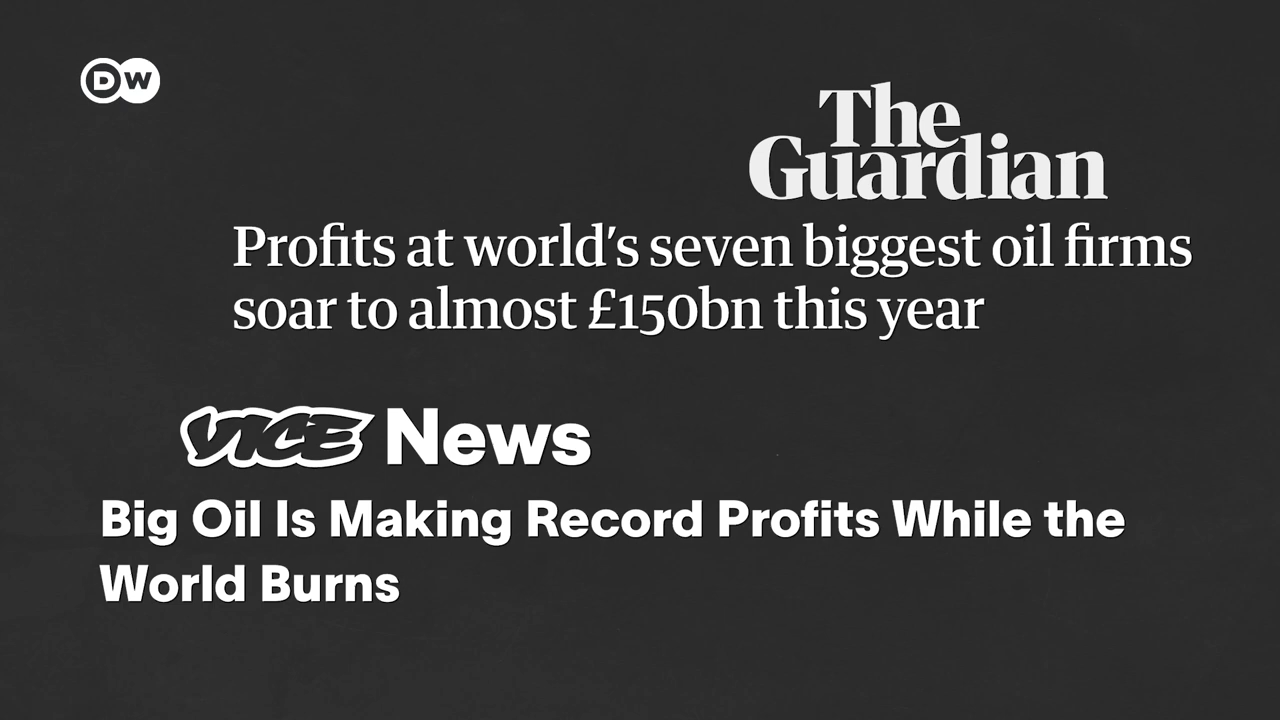 DW
The
Guardian
Profits at world’s seven biggest oil firms
soar to almost £150bn this year
VICE News
Big Oil Is Making Record Profits While the
World Burns